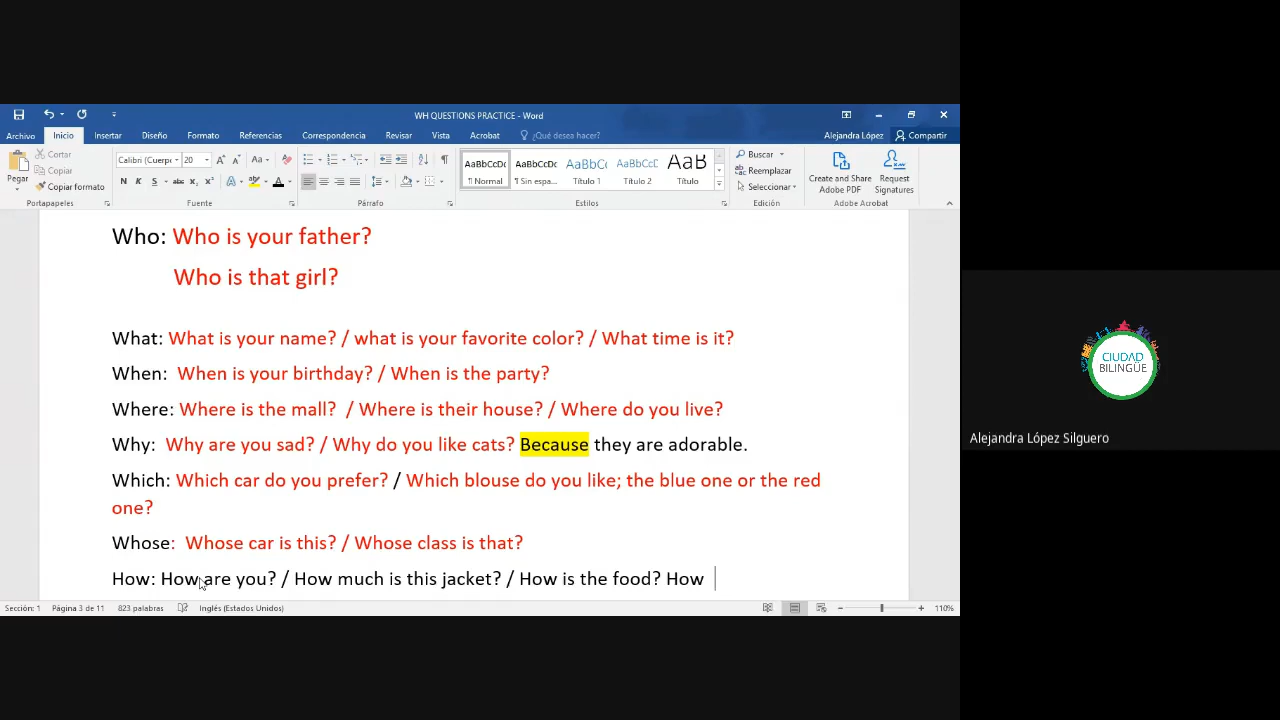 WH QUESTIONS PRACTICE - Word
Alejandra López
Compartir
Archivo Inicio Insertar Diseño Formato Referencias Correspondencia Revisar Vista Acrobat ¿Qué desea hacer?
Pegar
Cortar
Copiar
Copiar formato
Portapapeles
Calibri (Cuerpo 20
Fuente
Párrafo
AaBbCcDc AaBbCcDc AaBbCc AaBbCcD AaB
¶ Normal ¶ Sin espa... Título 1 Título 2 Título
Estilos
Buscar
Reemplazar
Seleccionar
Edición
Create and Share Adobe PDF
Request Signatures
Adobe Acrobat
Who: Who is your father?
Who is that girl?
What: What is your name? / what is your favorite color? / What time is it?
When: When is your birthday? / When is the party?
Where: Where is the mall? / Where is their house? / Where do you live?
Why: Why are you sad? / Why do you like cats? Because they are adorable.
Which: Which car do you prefer? / Which blouse do you like; the blue one or the red
one?
Whose: Whose car is this? / Whose class is that?
How: How are you? / How much is this jacket? / How is the food? How
Sección: 1 Página 3 de 11 823 palabras Inglés (Estados Unidos) 110%
CIUDAD
BILINGÜE
Alejandra López Silguero